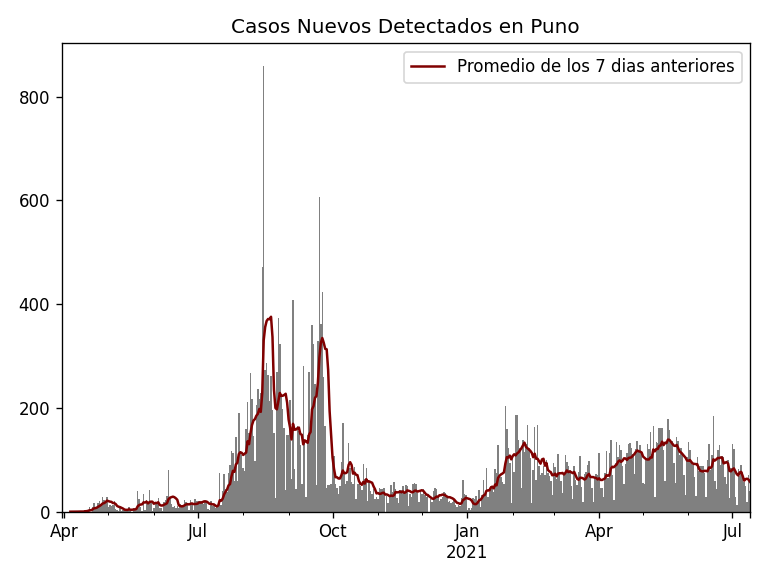 Casos Nuevos Detectados en Puno
Promedio de los 7 dias anteriores
800
600
400
200
0
Apr Jul Oct Jan Apr Jul
2021